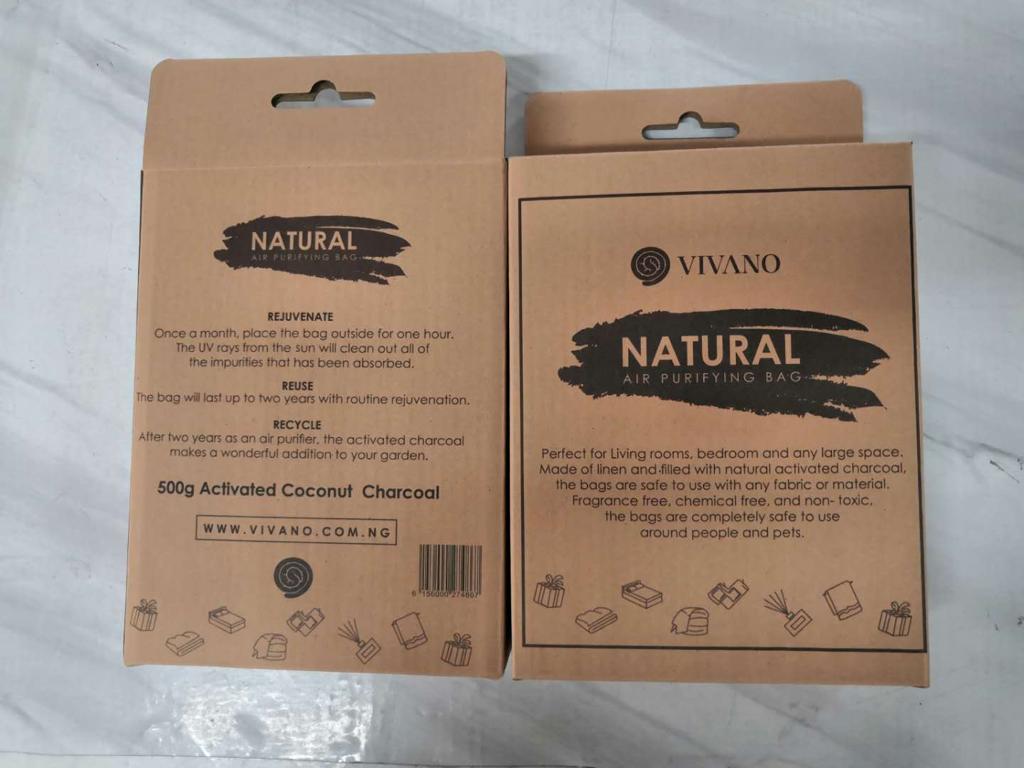 NATURAL
AIR PURIFYING BAG
REJUVENATE
Once a month, place the bag outside for one hour.
The UV rays from the sun will clean out all of
the impurities that has been absorbed.
REUSE
The bag will last up to two years with routine rejuvenation.
RECYCLE
After two years as an air purifier, the activated charcoal
makes a wonderful addition to your garden.
500g Activated Coconut Charcoal
WWW.VIVANO.COM.NG
6 156000 274867
VIVANO
NATURAL
AIR PURIFYING BAG
Perfect for Living rooms, bedroom and any large space.
Made of linen and filled with natural activated charcoal,
the bags are safe to use with any fabric or material.
Fragrance free, chemical free, and non- toxic,
the bags are completely safe to use
around people and pets.